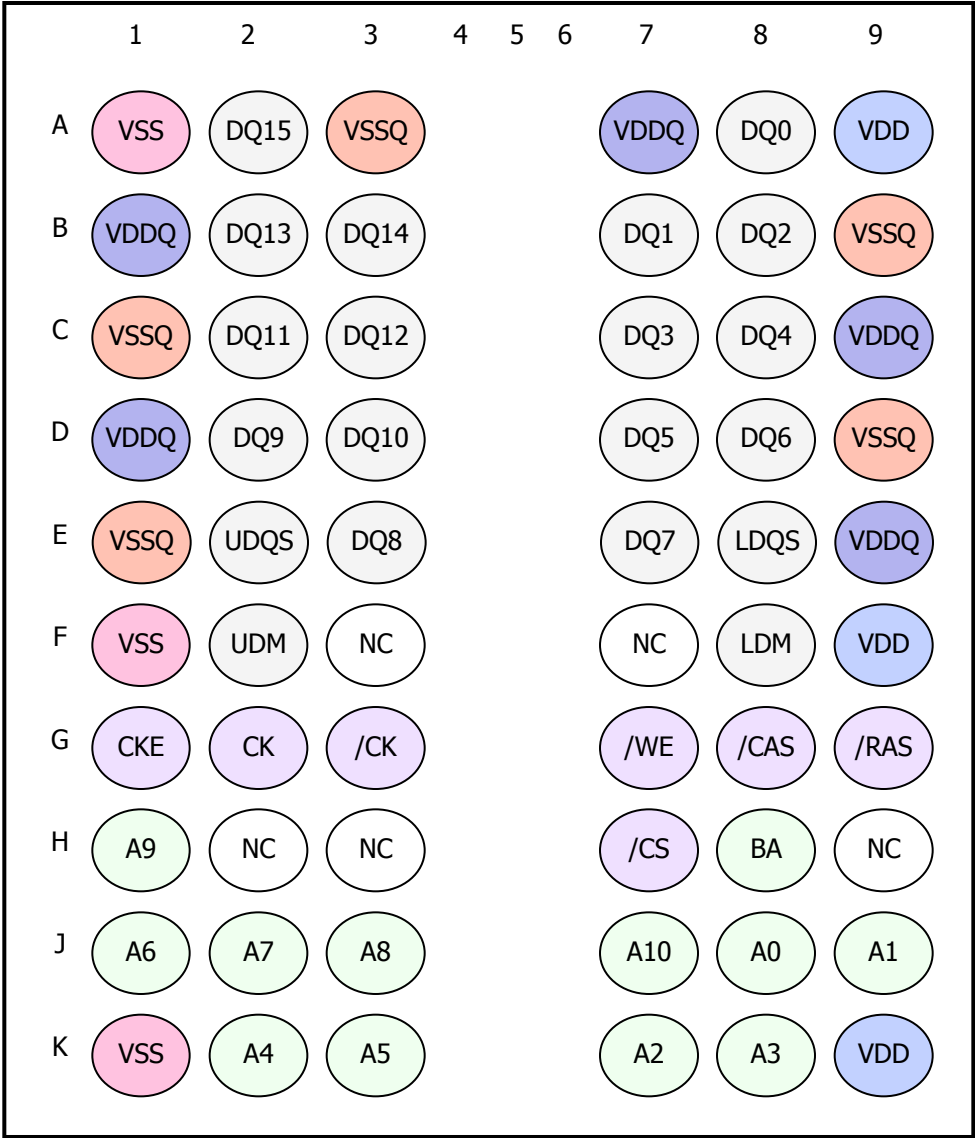 1 2 3 4 5 6 7 8 9
A VSS DQ15 VSSQ VDDQ DQ0 VDD
B VDDQ DQ13 DQ14 DQ1 DQ2 VSSQ
C VSSQ DQ11 DQ12 DQ3 DQ4 VDDQ
D VDDQ DQ9 DQ10 DQ5 DQ6 VSSQ
E VSSQ UDQS DQ8 DQ7 LDQS VDDQ
F VSS UDM NC NC LDM VDD
G CKE CK /CK /WE /CAS /RAS
H A9 NC NC /CS BA NC
J A6 A7 A8 A10 A0 A1
K VSS A4 A5 A2 A3 VDD